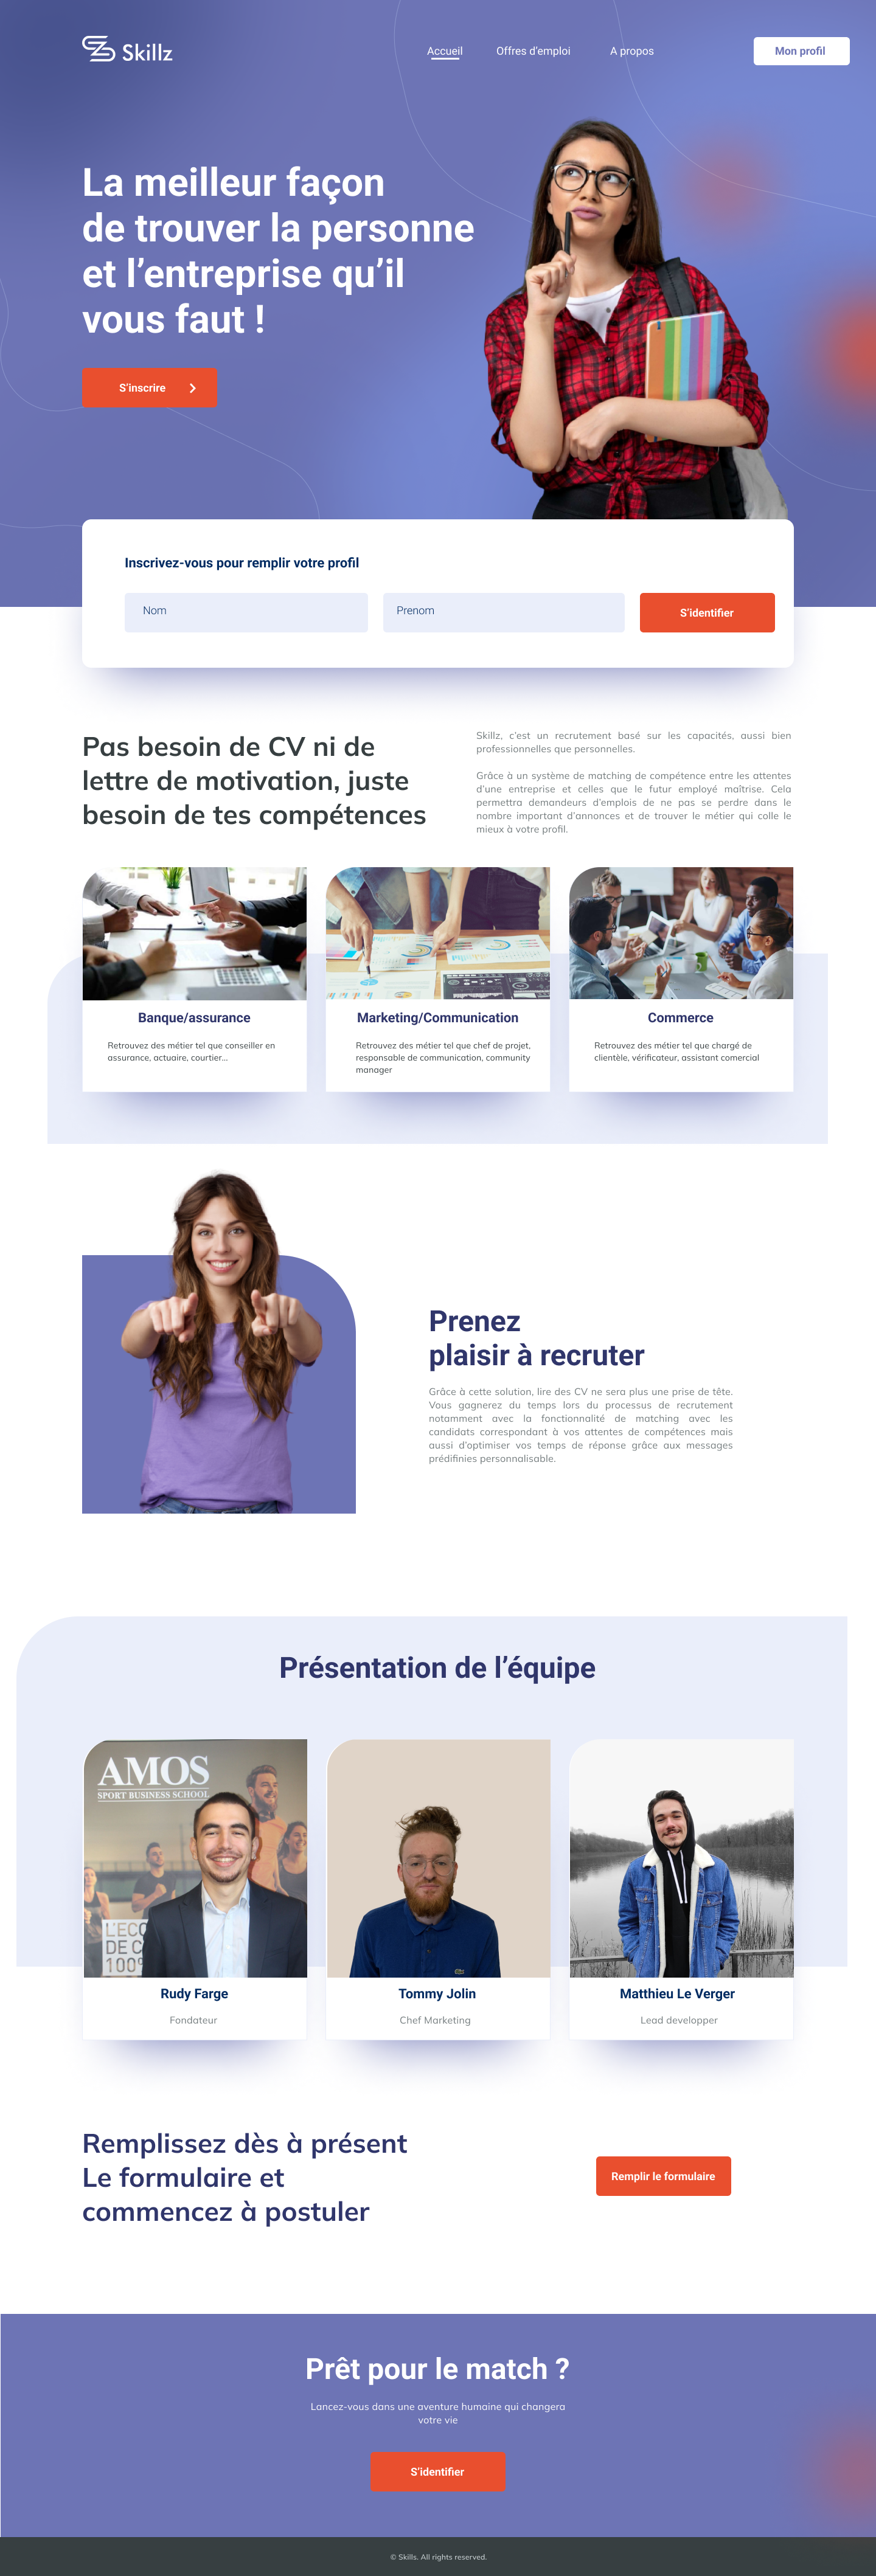 Skillz
Accueil
Offres d'emploi
A propos
Mon profil
La meilleur façon
de trouver la personne
et l'entreprise qu'il
vous faut !
S'inscrire
Inscrivez-vous pour remplir votre profil
Nom
Prenom
S'identifier
Pas besoin de CV ni de
lettre de motivation, juste
besoin de tes compétences
Skillz, c'est un recrutement basé sur les capacités, aussi bien
professionnelles que personnelles.
Grâce à un système de matching de compétence entre les attentes
d'une entreprise et celles que le futur employé maîtrise. Cela
permettra demandeurs d'emplois de ne pas se perdre dans le
nombre important d'annonces et de trouver le métier qui colle le
mieux à votre profil.
Banque/assurance
Retrouvez des métier tel que conseiller en
assurance, actuaire, courtier...
Marketing/Communication
Retrouvez des métier tel que chef de projet,
responsable de communication, community
manager
Commerce
Retrouvez des métier tel que chargé de
clientèle, vérificateur, assistant comercial
Prenez
plaisir à recruter
Grâce à cette solution, lire des CV ne sera plus une prise de tête.
Vous gagnerez du temps lors du processus de recrutement
notamment avec la fonctionnalité de matching avec les
candidats correspondant à vos attentes de compétences mais
aussi d'optimiser vos temps de réponse grâce aux messages
prédifinies personnalisable.
Présentation de l'équipe
AMOS
SPORT BUSINESS SCHOOL
L'ECO
DE C
100%
Rudy Farge
Fondateur
Tommy Jolin
Chef Marketing
Matthieu Le Verger
Lead developper
Remplissez dès à présent
Le formulaire et
commencez à postuler
Remplir le formulaire
Prêt pour le match ?
Lancez-vous dans une aventure humaine qui changera
votre vie
S'identifier
© Skills. All rights reserved.